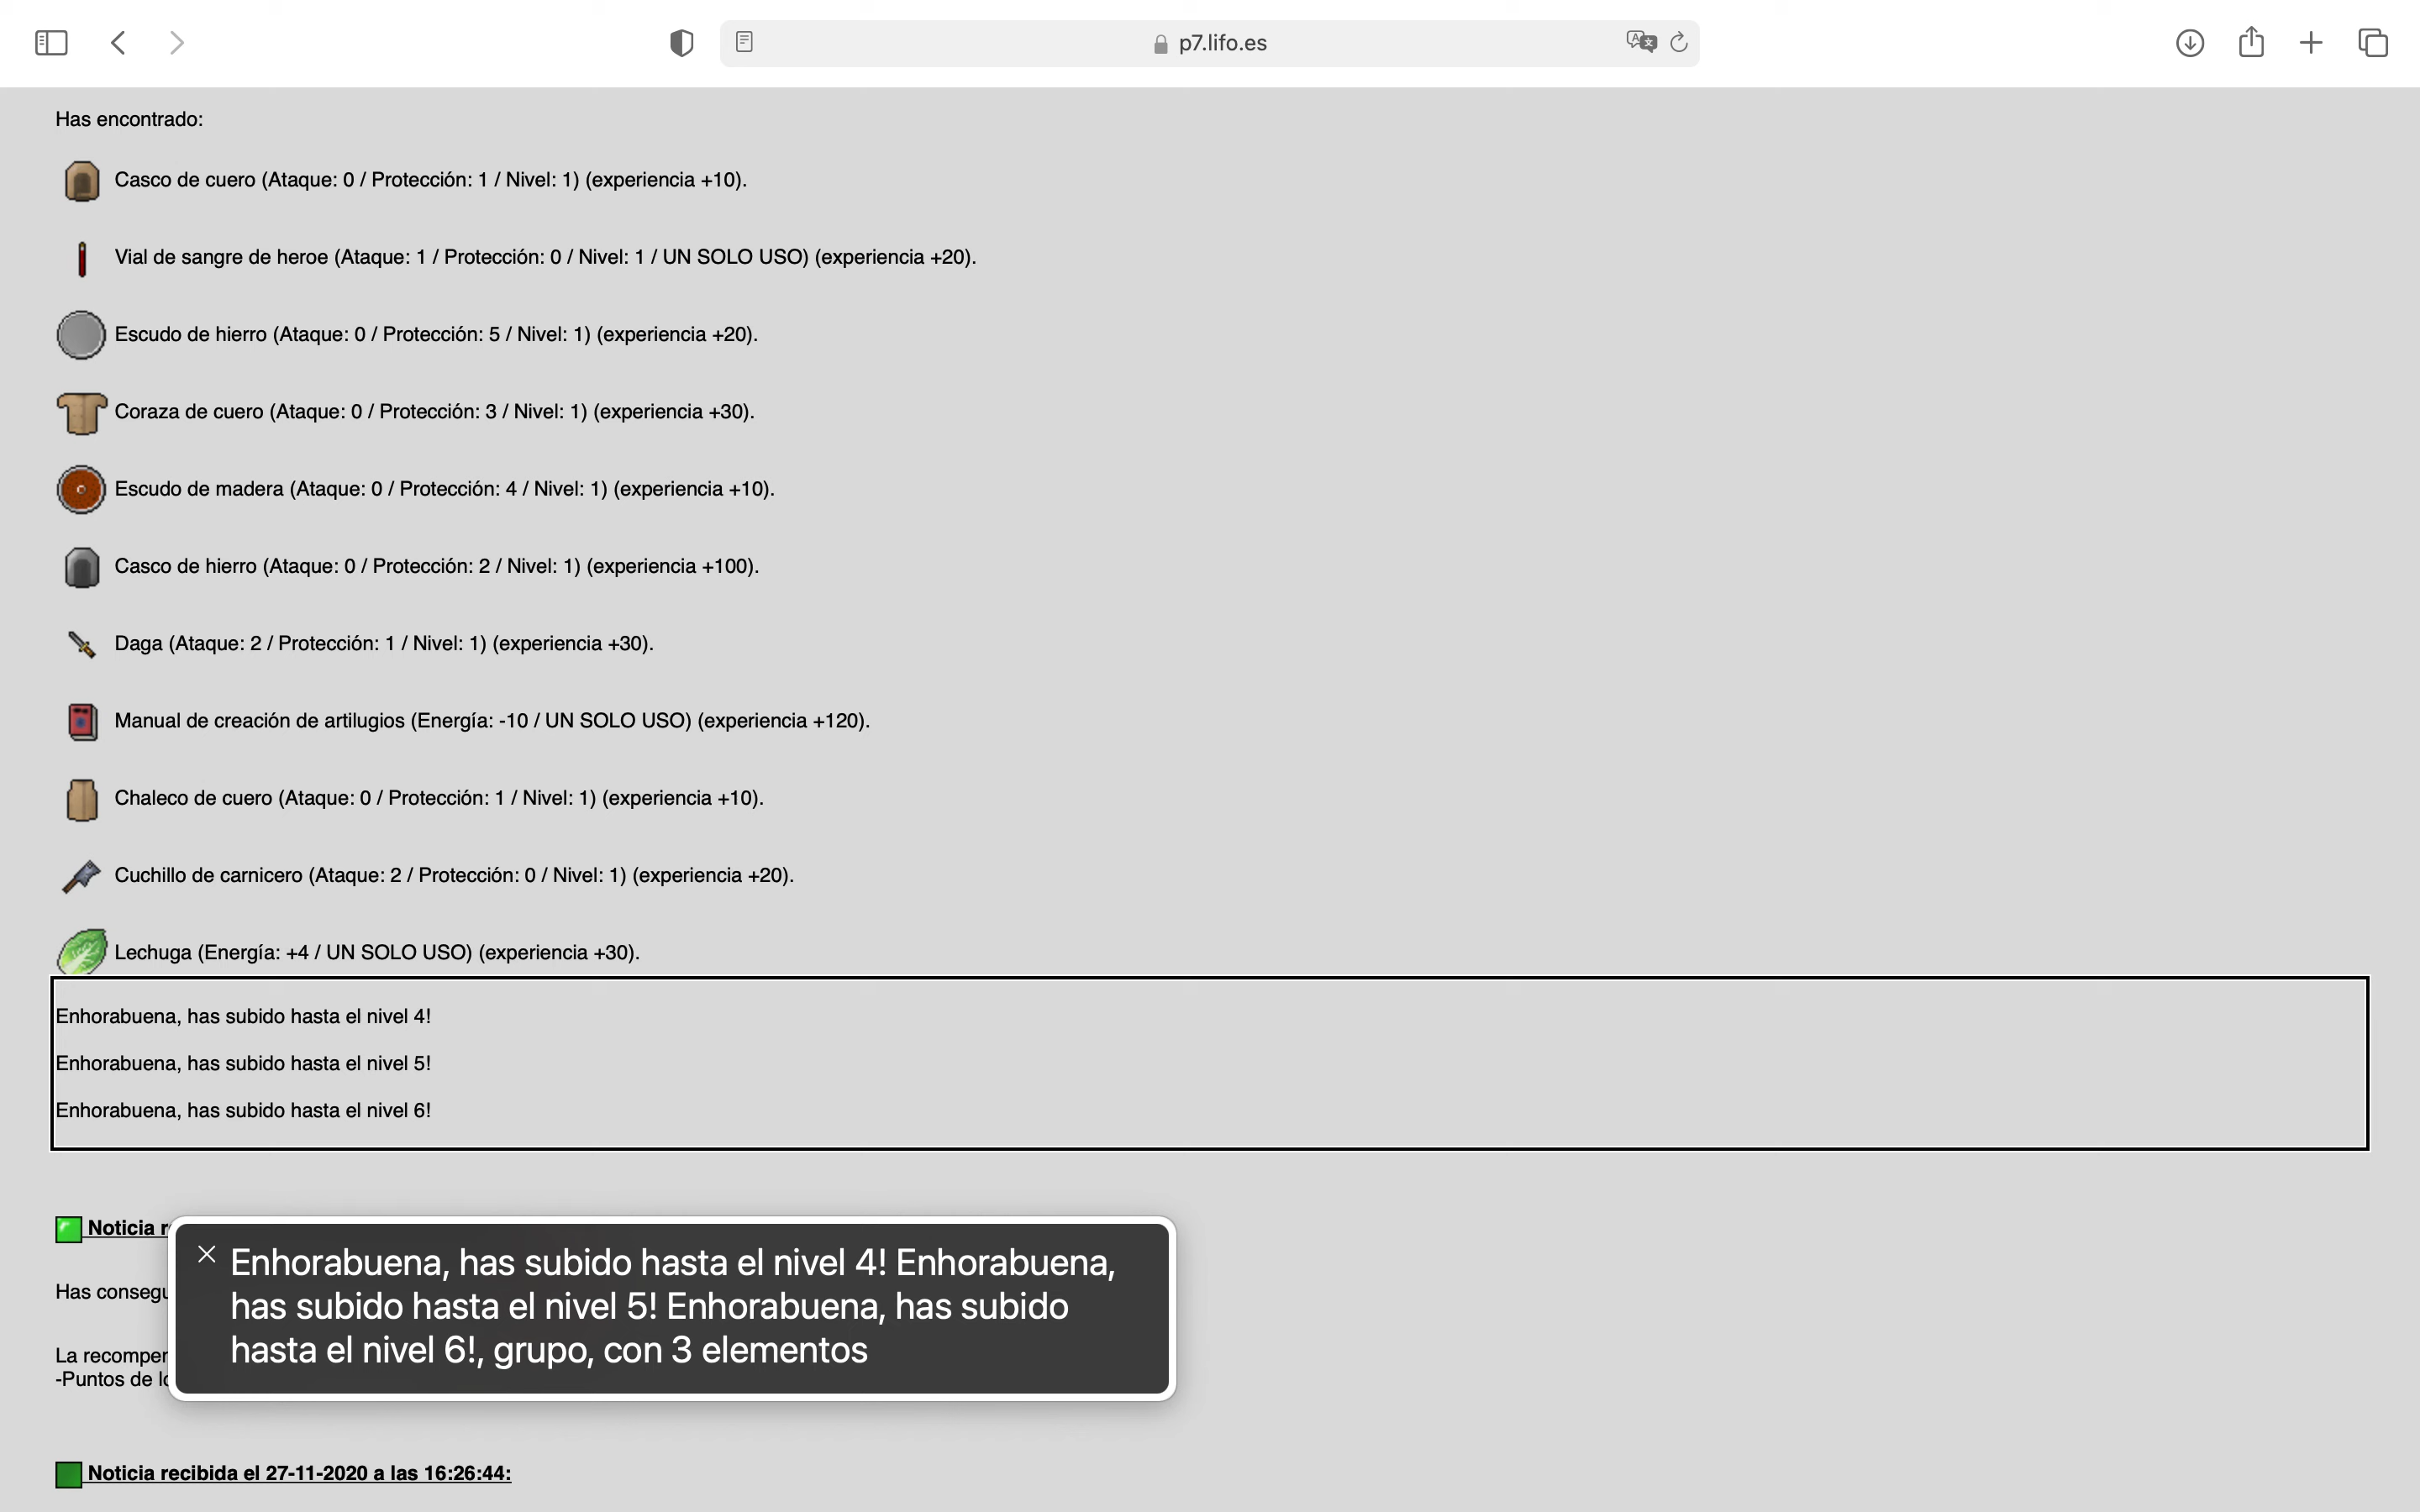 p7.lifo.es
Has encontrado:
Casco de cuero (Ataque: 0 / Protección: 1 / Nivel: 1) (experiencia +10).
Vial de sangre de heroe (Ataque: 1 / Protección: 0 / Nivel: 1 / UN SOLO USO) (experiencia +20).
Escudo de hierro (Ataque: 0 / Protección: 5 / Nivel: 1) (experiencia +20).
Coraza de cuero (Ataque: 0 / Protección: 3 / Nivel: 1) (experiencia +30).
Escudo de madera (Ataque: 0 / Protección: 4 / Nivel: 1) (experiencia +10).
Casco de hierro (Ataque: 0 / Protección: 2 / Nivel: 1) (experiencia +100).
Daga (Ataque: 2 / Protección: 1 / Nivel: 1) (experiencia +30).
Manual de creación de artilugios (Energía: -10 / UN SOLO USO) (experiencia +120).
Chaleco de cuero (Ataque: 0 / Protección: 1 / Nivel: 1) (experiencia +10).
Cuchillo de carnicero (Ataque: 2 / Protección: 0 / Nivel: 1) (experiencia +20).
Lechuga (Energía: +4 / UN SOLO USO) (experiencia +30).
Enhorabuena, has subido hasta el nivel 4!
Enhorabuena, has subido hasta el nivel 5!
Enhorabuena, has subido hasta el nivel 6!
Noticia
Has
La
-Puntos de
Enhorabuena, has subido hasta el nivel 4! Enhorabuena,
has subido hasta el nivel 5! Enhorabuena, has subido
hasta el nivel 6!, grupo, con 3 elementos
Noticia recibida el 27-11-2020 a las 16:26:44: